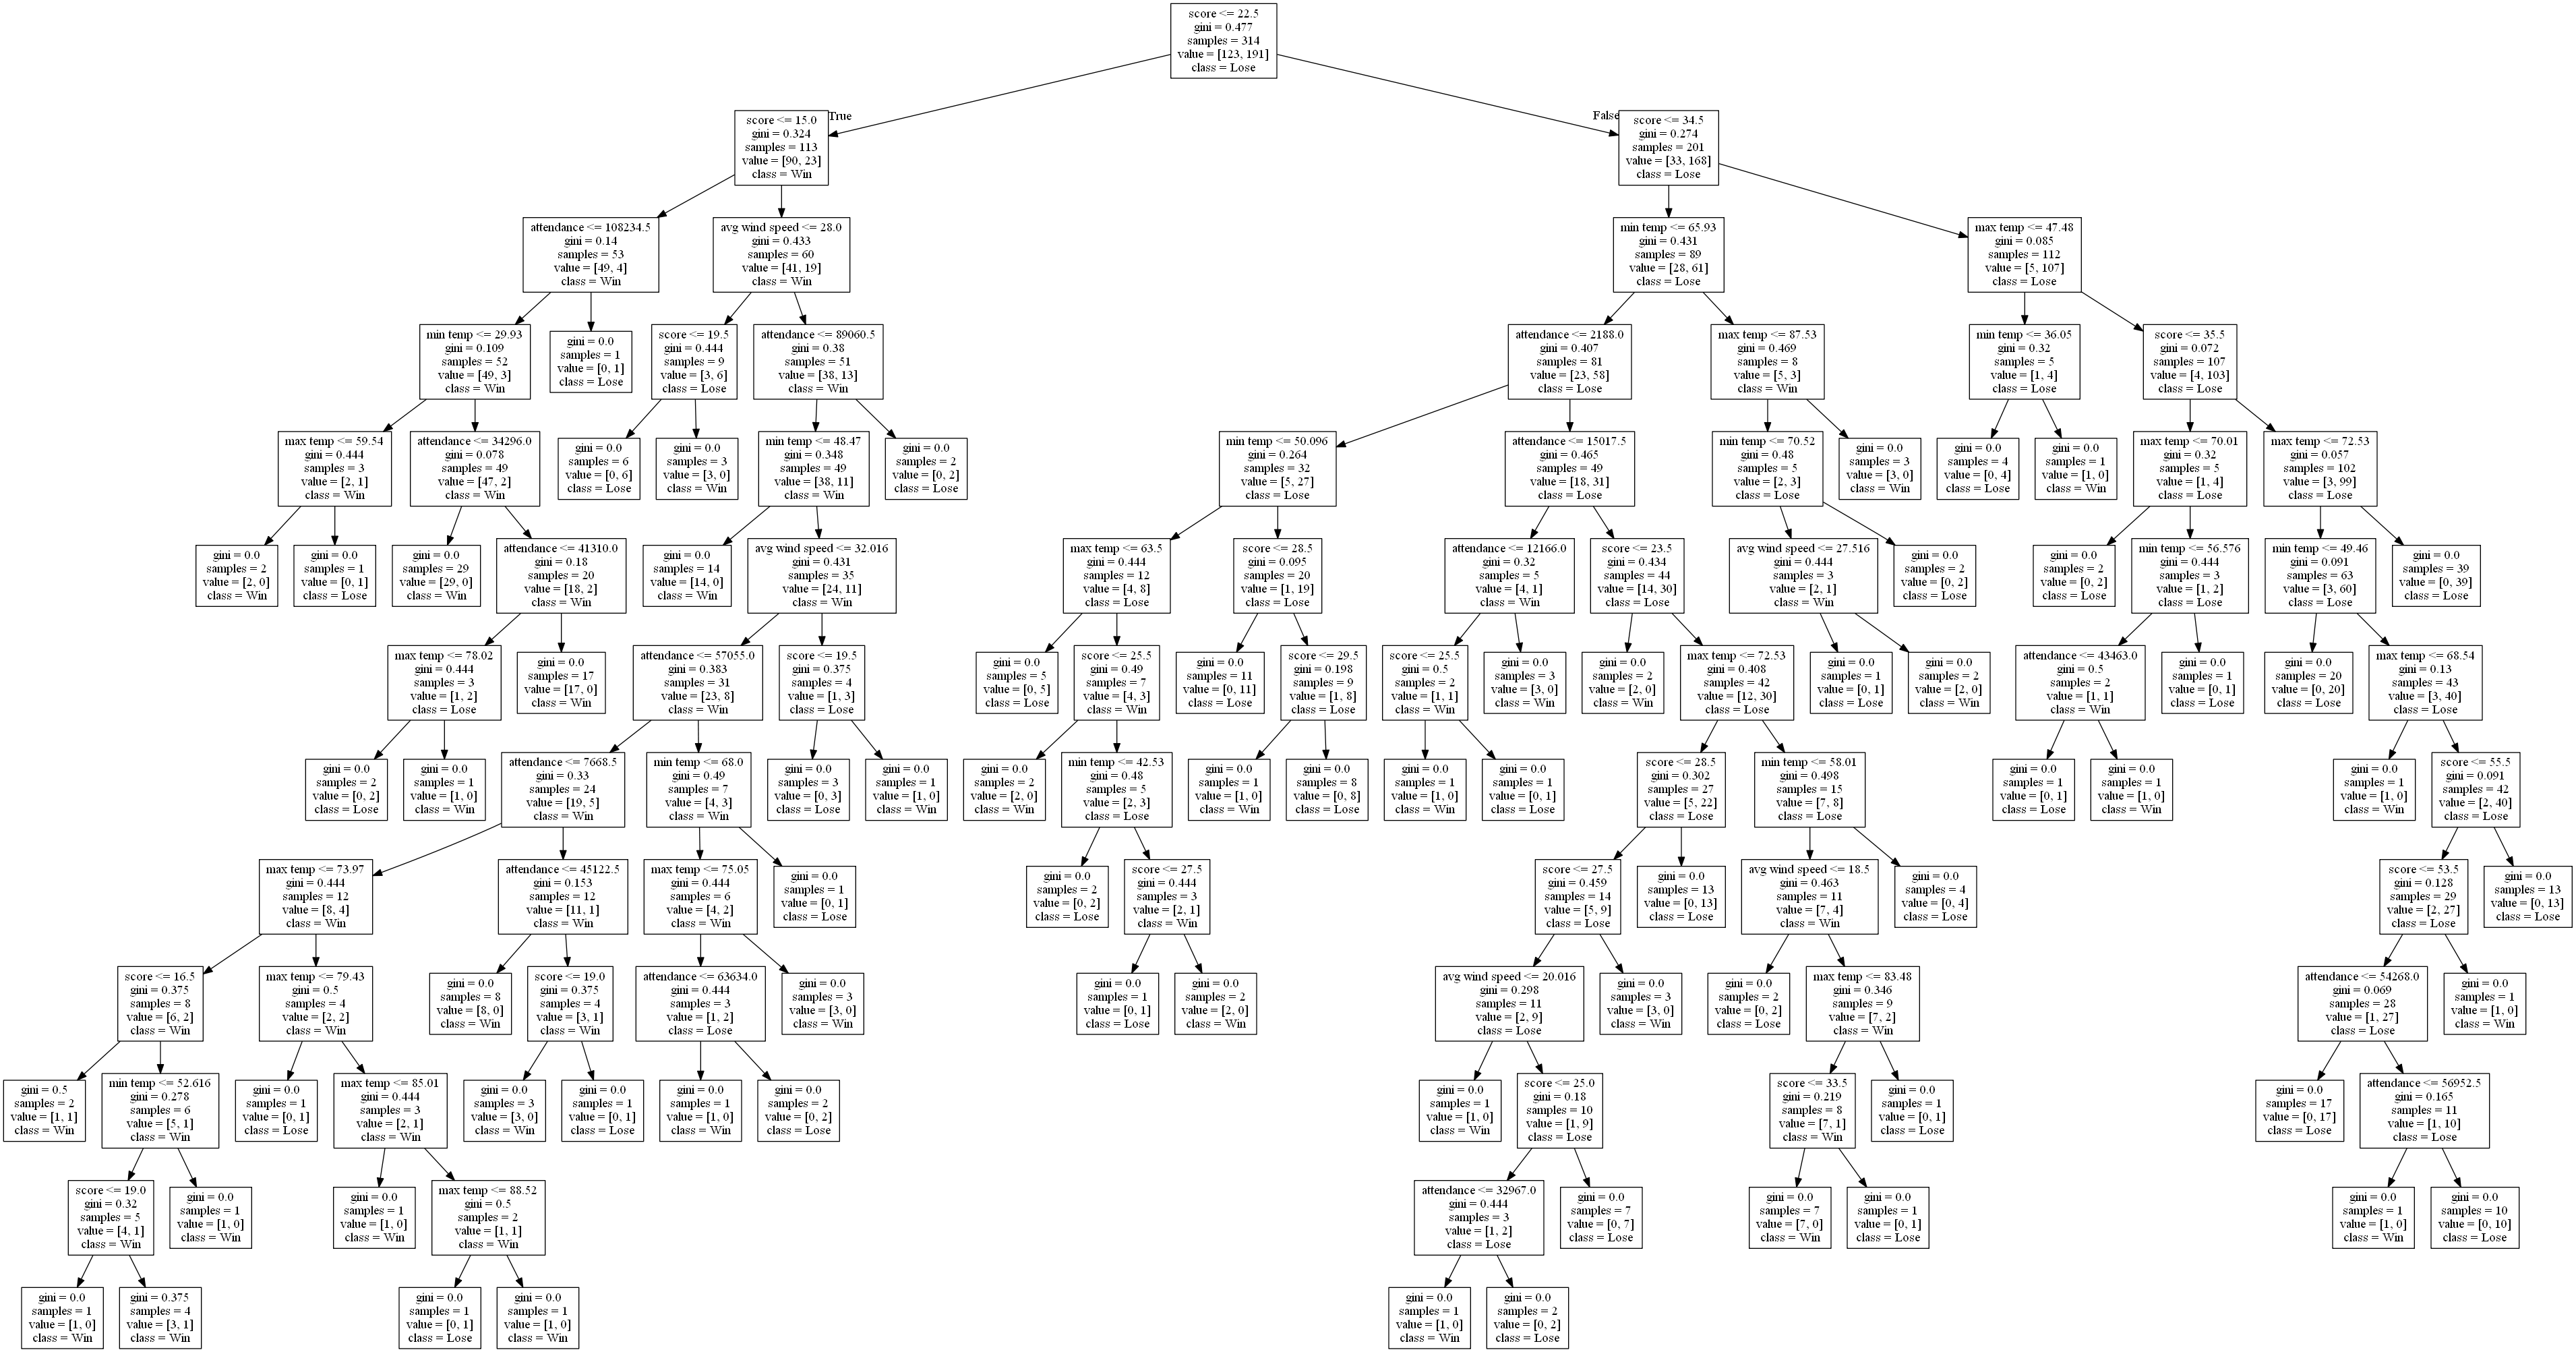 score <= 22.5
gini = 0.477
samples = 314
value = [123, 191]
class = Lose
True
False
score <= 15.0
gini = 0.324
samples = 113
value = [90, 23]
class = Win
score <= 34.5
gini = 0.274
samples = 201
value = [33, 168]
class = Lose
attendance <= 108234.5
gini = 0.14
samples = 53
value = [49, 4]
class = Win
avg wind speed <= 28.0
gini = 0.433
samples = 60
value = [41, 19]
class = Win
min temp <= 65.93
gini = 0.431
samples = 89
value = [28, 61]
class = Lose
max temp <= 47.48
gini = 0.085
samples = 112
value = [5, 107]
class = Lose
min temp <= 29.93
gini = 0.109
samples = 52
value = [49, 3]
class = Win
gini = 0.0
samples = 1
value = [0, 1]
class = Lose
score <= 19.5
gini = 0.444
samples = 9
value = [3, 6]
class = Lose
attendance <= 89060.5
gini = 0.38
samples = 51
value = [38, 13]
class = Win
attendance <= 2188.0
gini = 0.407
samples = 81
value = [23, 58]
class = Lose
max temp <= 87.53
gini = 0.469
samples = 8
value = [5, 3]
class = Win
min temp <= 36.05
gini = 0.32
samples = 5
value = [1, 4]
class = Lose
score <= 35.5
gini = 0.072
samples = 107
value = [4, 103]
class = Lose
max temp <= 59.54
gini = 0.444
samples = 3
value = [2, 1]
class = Win
attendance <= 34296.0
gini = 0.078
samples = 49
value = [47, 2]
class = Win
gini = 0.0
samples = 6
value = [0, 6]
class = Lose
gini = 0.0
samples = 3
value = [3, 0]
class = Win
min temp <= 48.47
gini = 0.348
samples = 49
value = [38, 11]
class = Win
gini = 0.0
samples = 2
value = [0, 2]
class = Lose
min temp <= 50.096
gini = 0.264
samples = 32
value = [5, 27]
class = Lose
attendance <= 15017.5
gini = 0.465
samples = 49
value = [18, 31]
class = Lose
min temp <= 70.52
gini = 0.48
samples = 5
value = [2, 3]
class = Lose
gini = 0.0
samples = 3
value = [3, 0]
class = Win
gini = 0.0
samples = 4
value = [0, 4]
class = Lose
gini = 0.0
samples = 1
value = [1, 0]
class = Win
max temp <= 70.01
gini = 0.32
samples = 5
value = [1, 4]
class = Lose
max temp <= 72.53
gini = 0.057
samples = 102
value = [3, 99]
class = Lose
gini = 0.0
samples = 2
value = [2, 0]
class = Win
gini = 0.0
samples = 1
value = [0, 1]
class = Lose
gini = 0.0
samples = 29
value = [29, 0]
class = Win
attendance <= 41310.0
gini = 0.18
samples = 20
value = [18, 2]
class = Win
gini = 0.0
samples = 14
value = [14, 0]
class = Win
avg wind speed <= 32.016
gini = 0.431
samples = 35
value = [24, 11]
class = Win
max temp <= 63.5
gini = 0.444
samples = 12
value = [4, 8]
class = Lose
score <= 28.5
gini = 0.095
samples = 20
value = [1, 19]
class = Lose
attendance <= 12166.0
gini = 0.32
samples = 5
value = [4, 1]
class = Win
score <= 23.5
gini = 0.434
samples = 44
value = [14, 30]
class = Lose
avg wind speed <= 27.516
gini = 0.444
samples = 3
value = [2, 1]
class = Win
gini = 0.0
samples = 2
value = [0, 2]
class = Lose
gini = 0.0
samples = 2
value = [0, 2]
class = Lose
min temp <= 56.576
gini = 0.444
samples = 3
value = [1, 2]
class = Lose
min temp <= 49.46
gini = 0.091
samples = 63
value = [3, 60]
class = Lose
gini = 0.0
samples = 39
value = [0, 39]
class = Lose
max temp <= 78.02
gini = 0.444
samples = 3
value = [1, 2]
class = Lose
gini = 0.0
samples = 17
value = [17, 0]
class = Win
attendance <= 57055.0
gini = 0.383
samples = 31
value = [23, 8]
class = Win
score <= 19.5
gini = 0.375
samples = 4
value = [1, 3]
class = Lose
gini = 0.0
samples = 5
value = [0, 5]
class = Lose
score <= 25.5
gini = 0.49
samples = 7
value = [4, 3]
class = Win
gini = 0.0
samples = 11
value = [0, 11]
class = Lose
score <= 29.5
gini = 0.198
samples = 9
value = [1, 8]
class = Lose
score <= 25.5
gini = 0.5
samples = 2
value = [1, 1]
class = Win
gini = 0.0
samples = 3
value = [3, 0]
class = Win
gini = 0.0
samples = 2
value = [2, 0]
class = Win
max temp <= 72.53
gini = 0.408
samples = 42
value = [12, 30]
class = Lose
gini = 0.0
samples = 1
value = [0, 1]
class = Lose
gini = 0.0
samples = 2
value = [2, 0]
class = Win
attendance <= 43463.0
gini = 0.5
samples = 2
value = [1, 1]
class = Win
gini = 0.0
samples = 1
value = [0, 1]
class = Lose
gini = 0.0
samples = 20
value = [0, 20]
class = Lose
max temp <= 68.54
gini = 0.13
samples = 43
value = [3, 40]
class = Lose
gini = 0.0
samples = 2
value = [0, 2]
class = Lose
gini = 0.0
samples = 1
value = [1, 0]
class = Win
attendance <= 7668.5
gini = 0.33
samples = 24
value = [19, 5]
class = Win
min temp <= 68.0
gini = 0.49
samples = 7
value = [4, 3]
class = Win
gini = 0.0
samples = 3
value = [0, 3]
class = Lose
gini = 0.0
samples = 1
value = [1, 0]
class = Win
gini = 0.0
samples = 2
value = [2, 0]
class = Win
min temp <= 42.53
gini = 0.48
samples = 5
value = [2, 3]
class = Lose
gini = 0.0
samples = 1
value = [1, 0]
class = Win
gini = 0.0
samples = 8
value = [0, 8]
class = Lose
gini = 0.0
samples = 1
value = [1, 0]
class = Win
gini = 0.0
samples = 1
value = [0, 1]
class = Lose
score <= 28.5
gini = 0.302
samples = 27
value = [5, 22]
class = Lose
min temp <= 58.01
gini = 0.498
samples = 15
value = [7, 8]
class = Lose
gini = 0.0
samples = 1
value = [0, 1]
class = Lose
gini = 0.0
samples = 1
value = [1, 0]
class = Win
gini = 0.0
samples = 1
value = [1, 0]
class = Win
score <= 55.5
gini = 0.091
samples = 42
value = [2, 40]
class = Lose
max temp <= 73.97
gini = 0.444
samples = 12
value = [8, 4]
class = Win
attendance <= 45122.5
gini = 0.153
samples = 12
value = [11, 1]
class = Win
max temp <= 75.05
gini = 0.444
samples = 6
value = [4, 2]
class = Win
gini = 0.0
samples = 1
value = [0, 1]
class = Lose
gini = 0.0
samples = 2
value = [0, 2]
class = Lose
score <= 27.5
gini = 0.444
samples = 3
value = [2, 1]
class = Win
score <= 27.5
gini = 0.459
samples = 14
value = [5, 9]
class = Lose
gini = 0.0
samples = 13
value = [0, 13]
class = Lose
avg wind speed <= 18.5
gini = 0.463
samples = 11
value = [7, 4]
class = Win
gini = 0.0
samples = 4
value = [0, 4]
class = Lose
score <= 53.5
gini = 0.128
samples = 29
value = [2, 27]
class = Lose
gini = 0.0
samples = 13
value = [0, 13]
class = Lose
score <= 16.5
gini = 0.375
samples = 8
value = [6, 2]
class = Win
max temp <= 79.43
gini = 0.5
samples = 4
value = [2, 2]
class = Win
gini = 0.0
samples = 8
value = [8, 0]
class = Win
score <= 19.0
gini = 0.375
samples = 4
value = [3, 1]
class = Win
attendance <= 63634.0
gini = 0.444
samples = 3
value = [1, 2]
class = Lose
gini = 0.0
samples = 3
value = [3, 0]
class = Win
gini = 0.0
samples = 1
value = [0, 1]
class = Lose
gini = 0.0
samples = 2
value = [2, 0]
class = Win
avg wind speed <= 20.016
gini = 0.298
samples = 11
value = [2, 9]
class = Lose
gini = 0.0
samples = 3
value = [3, 0]
class = Win
gini = 0.0
samples = 2
value = [0, 2]
class = Lose
max temp <= 83.48
gini = 0.346
samples = 9
value = [7, 2]
class = Win
attendance <= 54268.0
gini = 0.069
samples = 28
value = [1, 27]
class = Lose
gini = 0.0
samples = 1
value = [1, 0]
class = Win
gini = 0.5
samples = 2
value = [1, 1]
class = Win
min temp <= 52.616
gini = 0.278
samples = 6
value = [5, 1]
class = Win
gini = 0.0
samples = 1
value = [0, 1]
class = Lose
max temp <= 85.01
gini = 0.444
samples = 3
value = [2, 1]
class = Win
gini = 0.0
samples = 3
value = [3, 0]
class = Win
gini = 0.0
samples = 1
value = [0, 1]
class = Lose
gini = 0.0
samples = 1
value = [1, 0]
class = Win
gini = 0.0
samples = 2
value = [0, 2]
class = Lose
gini = 0.0
samples = 1
value = [1, 0]
class = Win
score <= 25.0
gini = 0.18
samples = 10
value = [1, 9]
class = Lose
score <= 33.5
gini = 0.219
samples = 8
value = [7, 1]
class = Win
gini = 0.0
samples = 1
value = [0, 1]
class = Lose
gini = 0.0
samples = 17
value = [0, 17]
class = Lose
attendance <= 56952.5
gini = 0.165
samples = 11
value = [1, 10]
class = Lose
score <= 19.0
gini = 0.32
samples = 5
value = [4, 1]
class = Win
gini = 0.0
samples = 1
value = [1, 0]
class = Win
gini = 0.0
samples = 1
value = [1, 0]
class = Win
max temp <= 88.52
gini = 0.5
samples = 2
value = [1, 1]
class = Win
attendance <= 32967.0
gini = 0.444
samples = 3
value = [1, 2]
class = Lose
gini = 0.0
samples = 7
value = [0, 7]
class = Lose
gini = 0.0
samples = 7
value = [7, 0]
class = Win
gini = 0.0
samples = 1
value = [0, 1]
class = Lose
gini = 0.0
samples = 1
value = [1, 0]
class = Win
gini = 0.0
samples = 10
value = [0, 10]
class = Lose
gini = 0.0
samples = 1
value = [1, 0]
class = Win
gini = 0.375
samples = 4
value = [3, 1]
class = Win
gini = 0.0
samples = 1
value = [0, 1]
class = Lose
gini = 0.0
samples = 1
value = [1, 0]
class = Win
gini = 0.0
samples = 1
value = [1, 0]
class = Win
gini = 0.0
samples = 2
value = [0, 2]
class = Lose